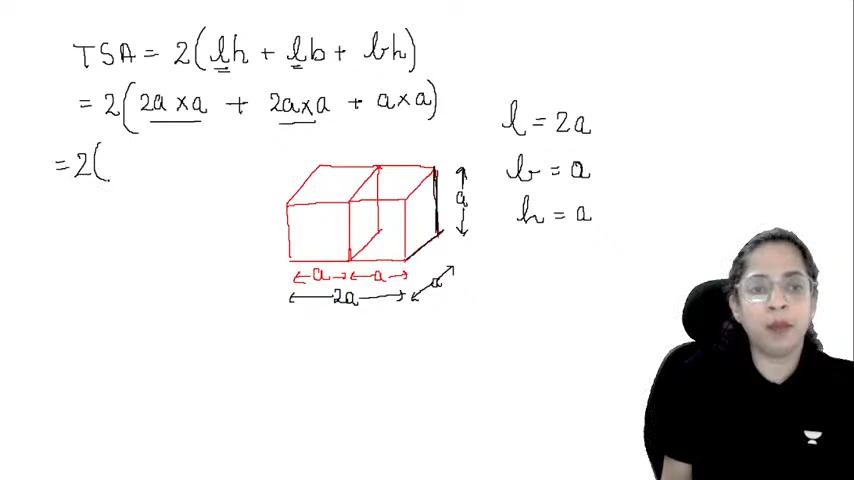 TSA = 2(lh + lb + bh)
= 2(2a×a + 2a×a + a×a)
l = 2a
= 2(
b = a
h = a
a
a a
a
2a